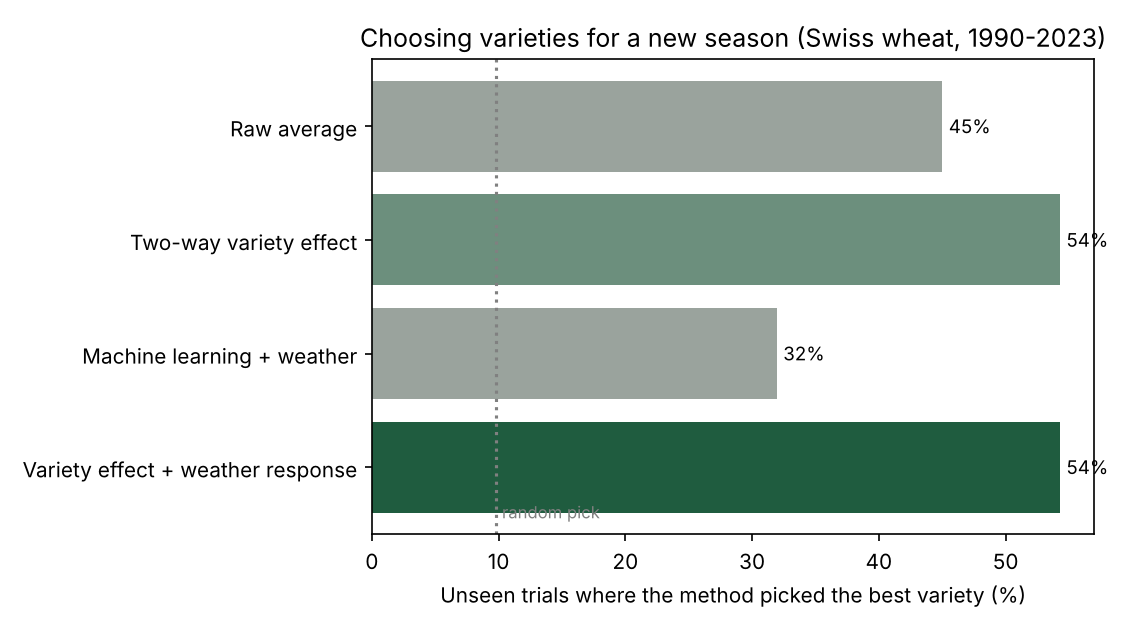 Choosing varieties for a new season (Swiss wheat, 1990-2023)
Raw average
45%
Two-way variety effect
54%
Machine learning + weather
32%
Variety effect + weather response
54%
random pick
0 10 20 30 40 50
Unseen trials where the method picked the best variety (%)